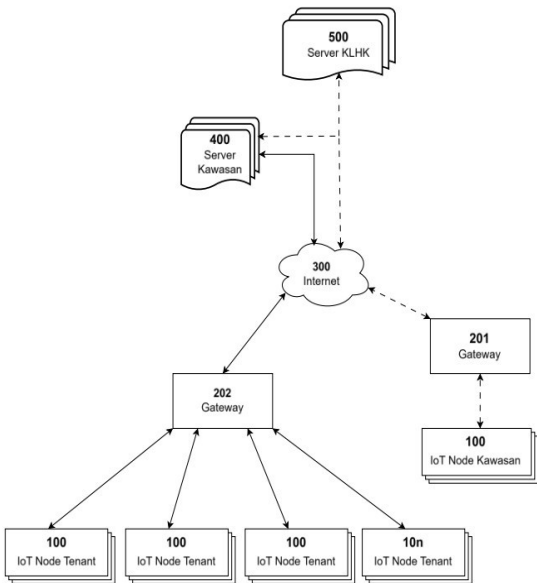 500
Server KLHK
400
Server
Kawasan
300
Internet
201
Gateway
202
Gateway
100
IoT Node Kawasan
100
IoT Node Tenant
100
IoT Node Tenant
100
IoT Node Tenant
10n
IoT Node Tenant